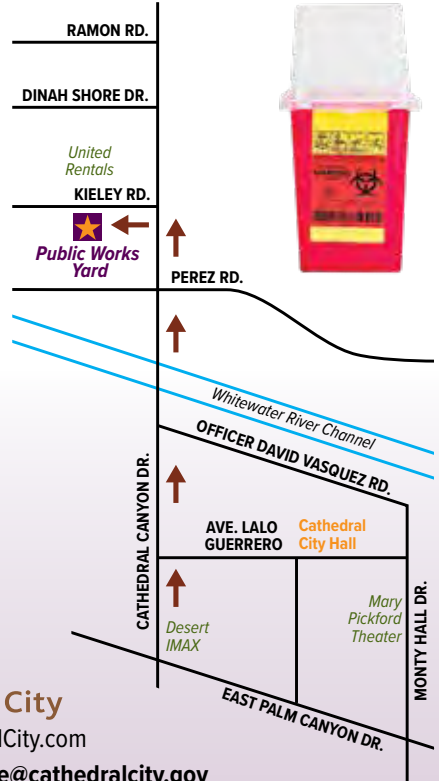 RAMON RD.
DINAH SHORE DR.
United
Rentals
KIELEY RD.
Public Works
Yard
PEREZ RD.
Whitewater River Channel
OFFICER DAVID VASQUEZ RD.
CATHEDRAL CANYON DR.
AVE. LALO
GUERRERO
Cathedral
City Hall
Desert
IMAX
Mary
Pickford
Theater
MONTY HALL DR.
EAST PALM CANYON DR.
City
lCity.com
e@cathedralcity.gov